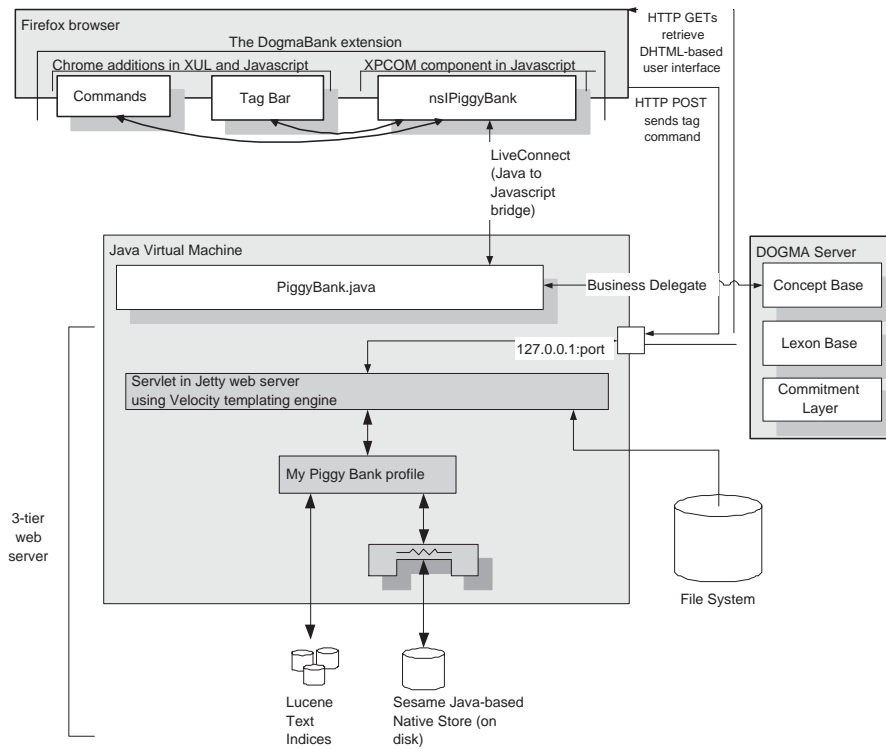 Firefox browser
The DogmaBank extension
Chrome additions in XUL and Javascript
XPCOM component in Javascript
Commands
Tag Bar
nsIPiggyBank
HTTP GETs
retrieve
DHTML-based
user interface
HTTP POST
sends tag
command
LiveConnect
(Java to
Javascript
bridge)
Java Virtual Machine
PiggyBank.java
Business Delegate
DOGMA Server
Concept Base
Lexon Base
Commitment
Layer
127.0.0.1:port
Servlet in Jetty web server
using Velocity templating engine
My Piggy Bank profile
3-tier
web
server
File System
Lucene
Text
Indices
Sesame Java-based
Native Store (on
disk)